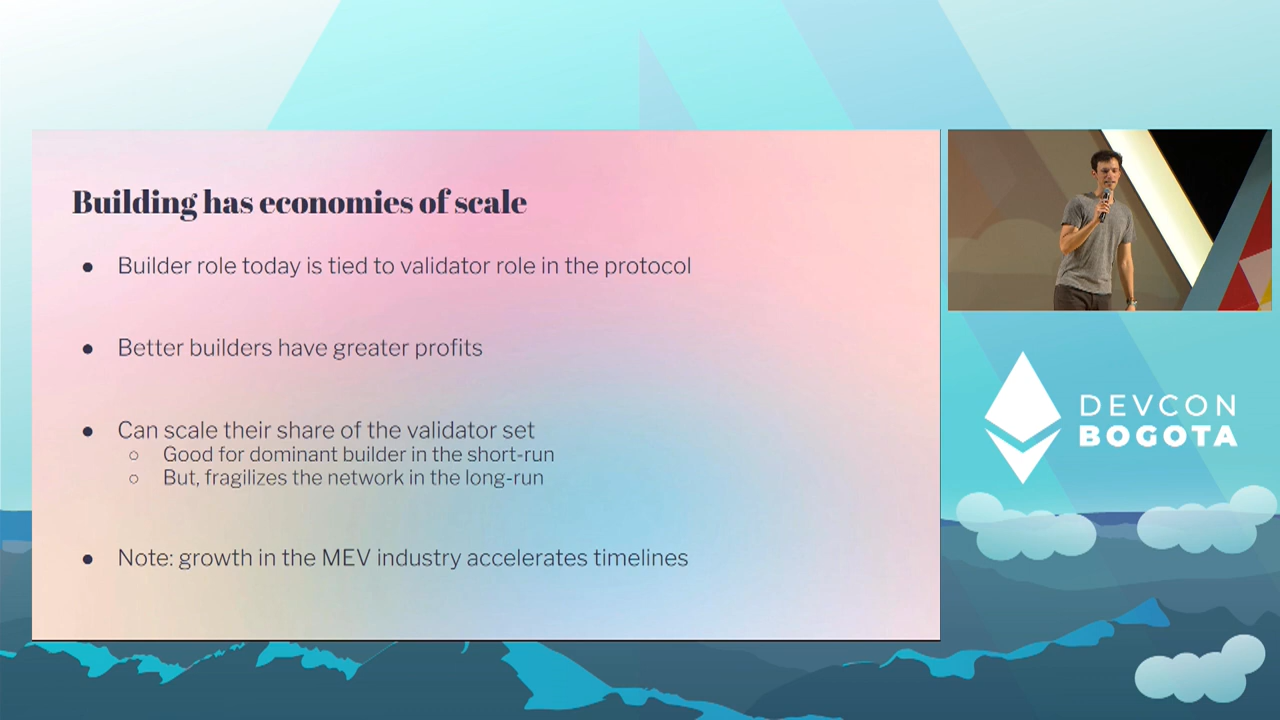 Building has economies of scale
● Builder role today is tied to validator role in the protocol
● Better builders have greater profits
● Can scale their share of the validator set
○ Good for dominant builder in the short-run
○ But, fragilizes the network in the long-run
● Note: growth in the MEV industry accelerates timelines
DEVCON
BOGOTA